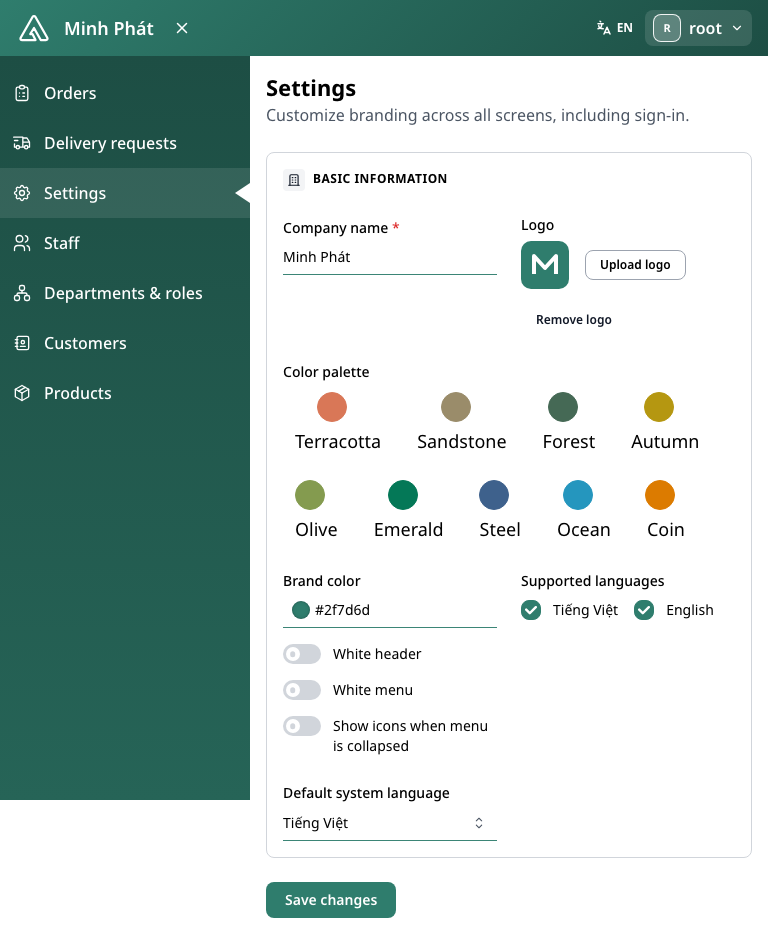 Minh Phát
EN
R
root
Orders
Delivery requests
Settings
Staff
Departments & roles
Customers
Products
Settings
Customize branding across all screens, including sign-in.
BASIC INFORMATION
Company name *
Minh Phát
Logo
M
Upload logo
Remove logo
Color palette
Terracotta
Sandstone
Forest
Autumn
Olive
Emerald
Steel
Ocean
Coin
Brand color
#2f7d6d
Supported languages
Tiếng Việt
English
White header
White menu
Show icons when menu
is collapsed
Default system language
Tiếng Việt
Save changes